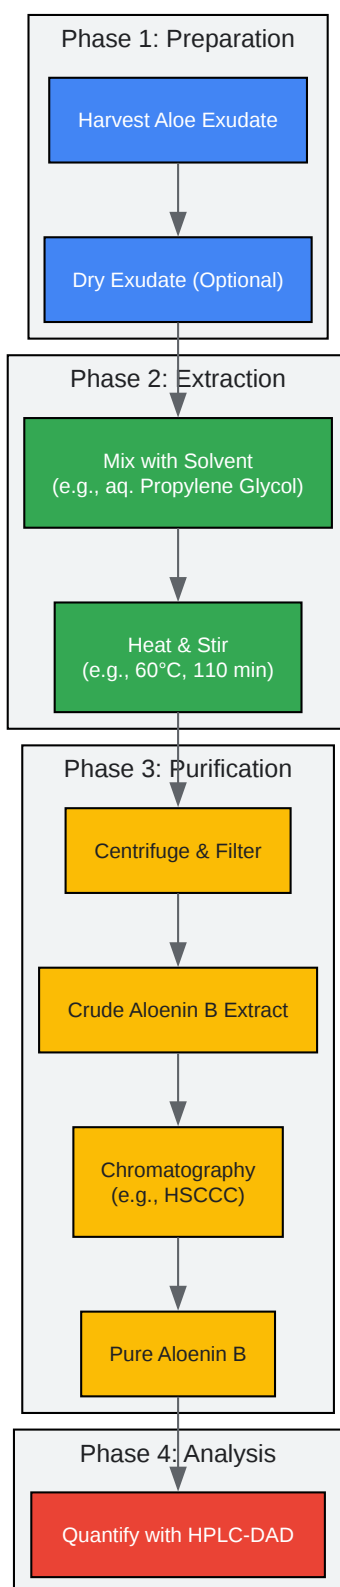 Phase 1: Preparation
Harvest Aloe Exudate
Dry Exudate (Optional)
Phase 2: Extraction
Mix with Solvent
(e.g., aq. Propylene Glycol)
Heat & Stir
(e.g., 60°C, 110 min)
Phase 3: Purification
Centrifuge & Filter
Crude Aloenin B Extract
Chromatography
(e.g., HSCCC)
Pure Aloenin B
Phase 4: Analysis
Quantify with HPLC-DAD